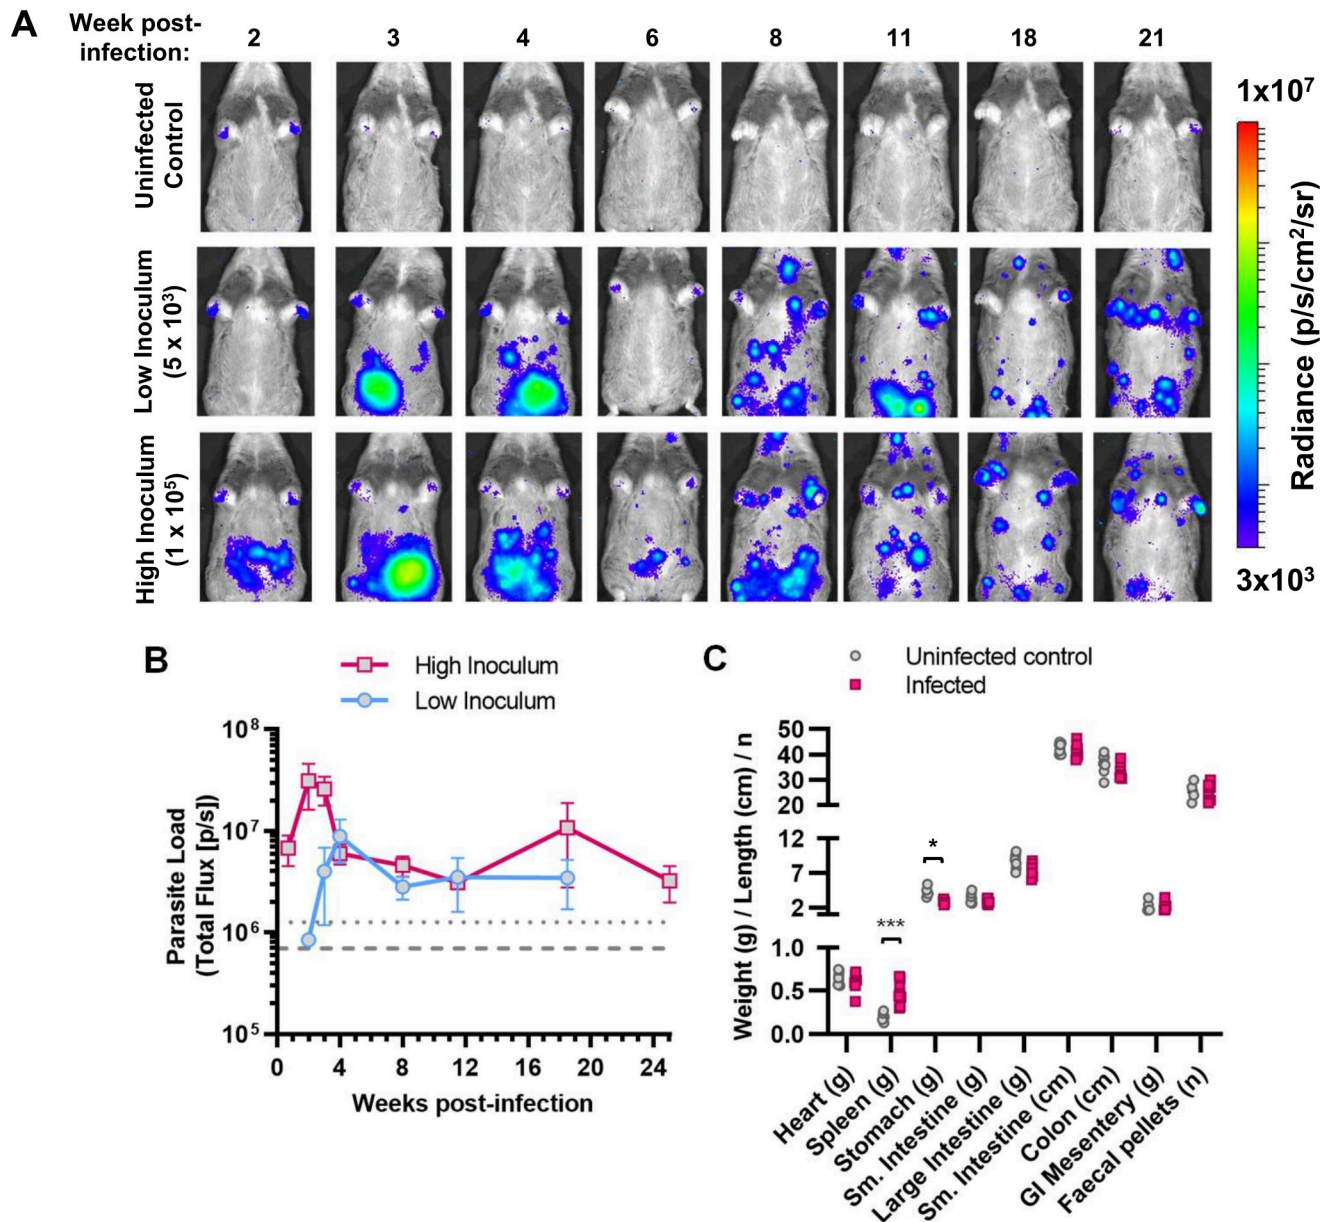 A
Week post-
infection:
2 3 4 6 8 11 18 21
Uninfected
Control
Low Inoculum
(5 x 10³)
High Inoculum
(1 x 10⁵)
1x10⁷
Radiance (p/s/cm²/sr)
3x10³
B
High Inoculum
Low Inoculum
Parasite Load
(Total Flux [p/s])
10⁸
10⁷
10⁶
10⁵
0 4 8 12 16 20 24
Weeks post-infection
C
Uninfected control
Infected
Weight (g) / Length (cm) / n
50
40
30
20
12
7
2
1.0
0.5
0.0
*
***
Heart (g)
Spleen (g)
Stomach (g)
Sm. Intestine (g)
Large Intestine (g)
Sm. Intestine (cm)
Colon (cm)
GI Mesentery (g)
Faecal pellets (n)